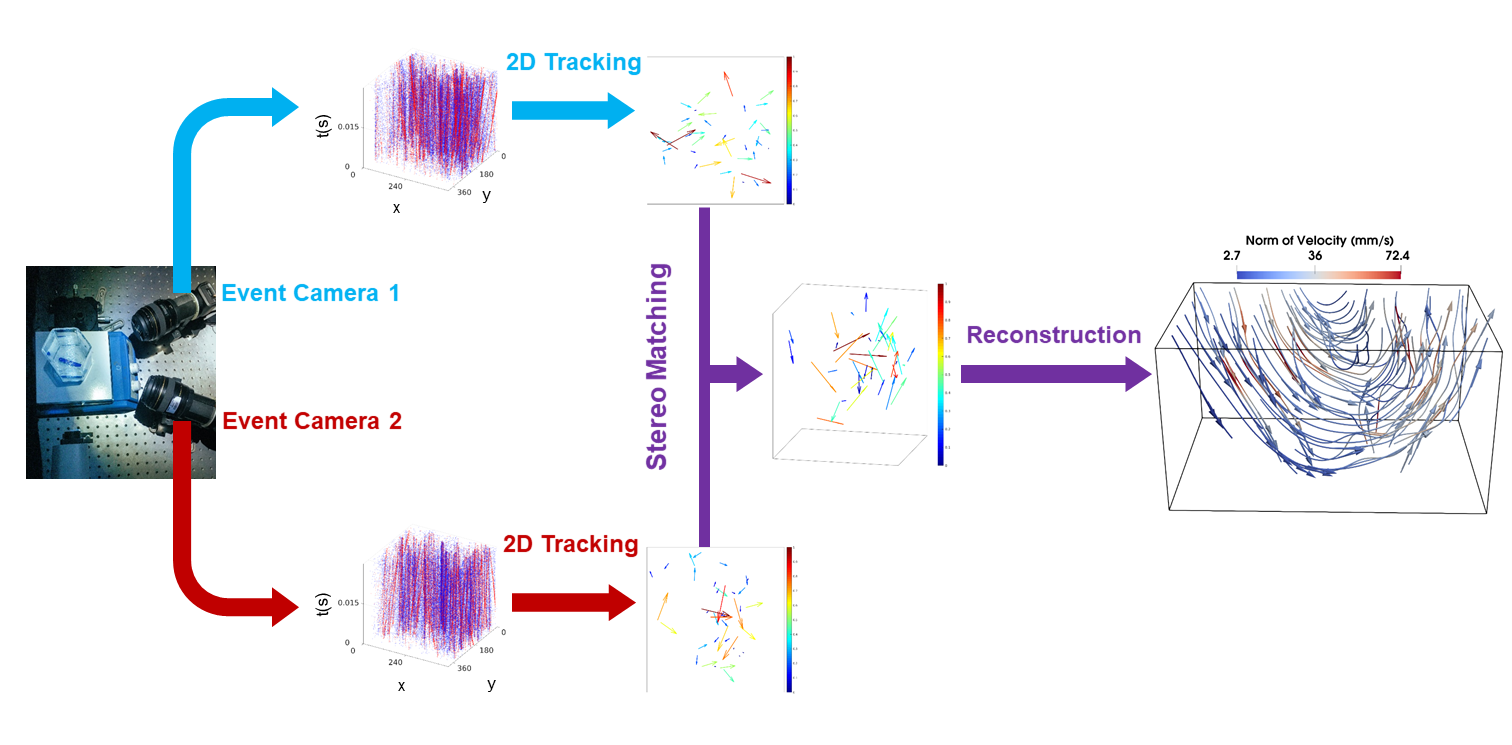 2D Tracking
t(s)
0.015
0
0
240
x
360
180
0
y
Event Camera 1
Event Camera 2
Stereo Matching
Reconstruction
Norm of Velocity (mm/s)
2.7 36 72.4
2D Tracking
t(s)
0.015
0
0
240
x
360
180
0
y